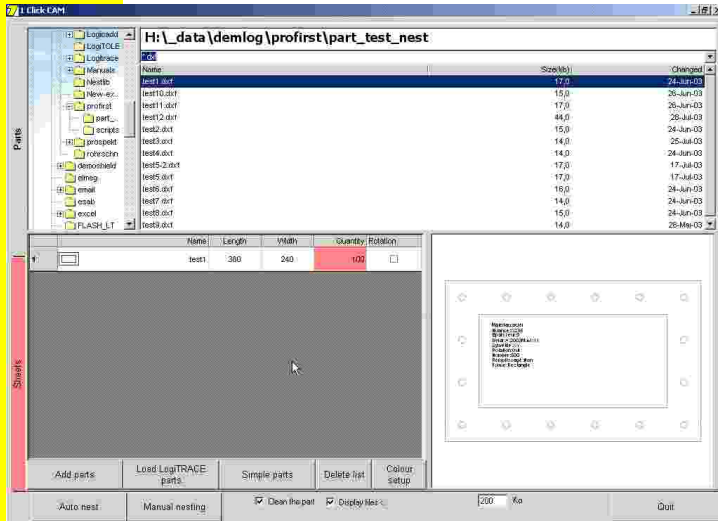 1 Click CAM
H:\_data\demlog\profirst\part_test_nest
*.dxf
Logicadd
LogiTOLE
Logitrace
Manuals
Nestlib
New-ex..
profirst
part_..
scripts
prospekt
rohrschn
demoshield
elmsg
email
esab
excel
FLASH_LT
Parts
Name Size(kb) Changed
test1.dxf 17,0 24-Jun-03
test10.dxf 15,0 26-Jun-03
test11.dxf 17,0 26-Jun-03
test12.dxf 44,0 28-Jul-03
test2.dxf 15,0 24-Jun-03
test3.dxf 14,0 25-Jul-03
test4.dxf 14,0 24-Jun-03
test5-2.dxf 17,0 17-Jul-03
test5.dxf 17,0 17-Jul-03
test6.dxf 16,0 24-Jun-03
test7.dxf 14,0 24-Jun-03
test8.dxf 15,0 24-Jun-03
test9.dxf 14,0 28-Mai-03
Name Length Width Quantity Rotation
test1 380 240 100
Streets
Add parts
Load LogiTRACE parts
Simple parts
Delete list
Colour setup
Auto nest
Manual nesting
Clean the part
Display files <
200 Ko
Quit